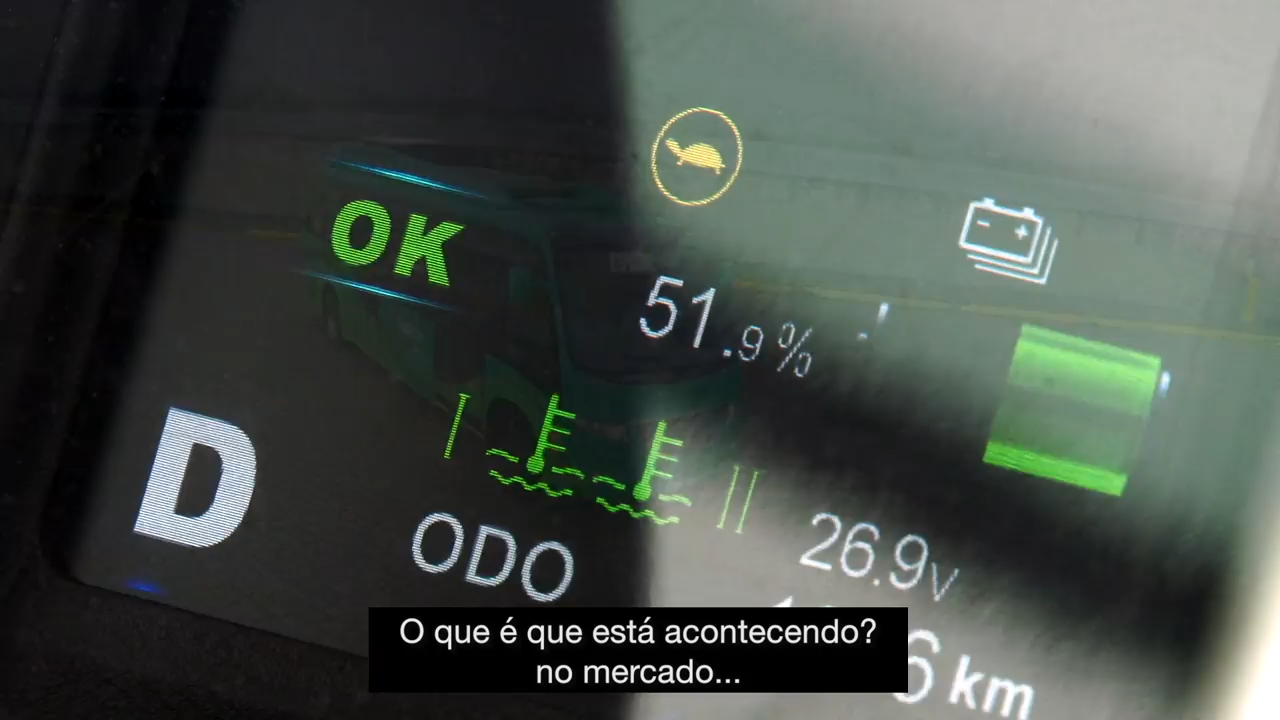 OK
51.9%
D
ODO
26.9V
km
O que é que está acontecendo?
no mercado...